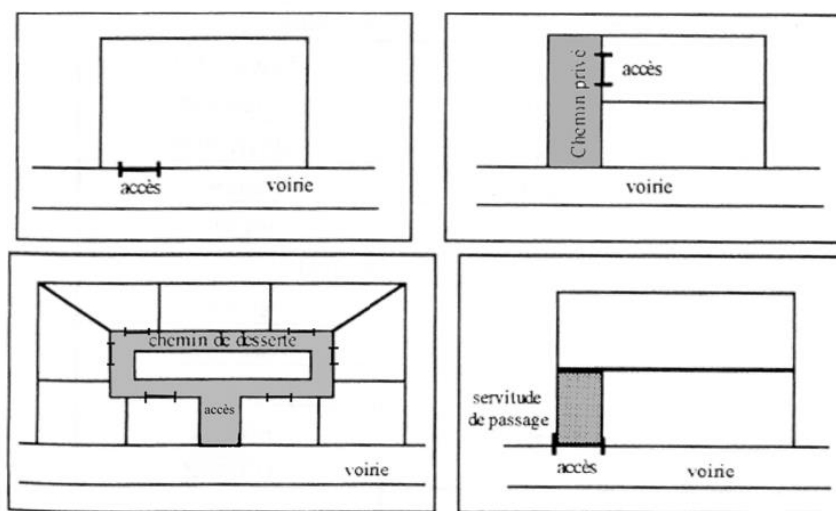 accès
voirie
Chemin privé
accès
voirie
chemin de desserte
accès
voirie
servitude
de passage
accès
voirie